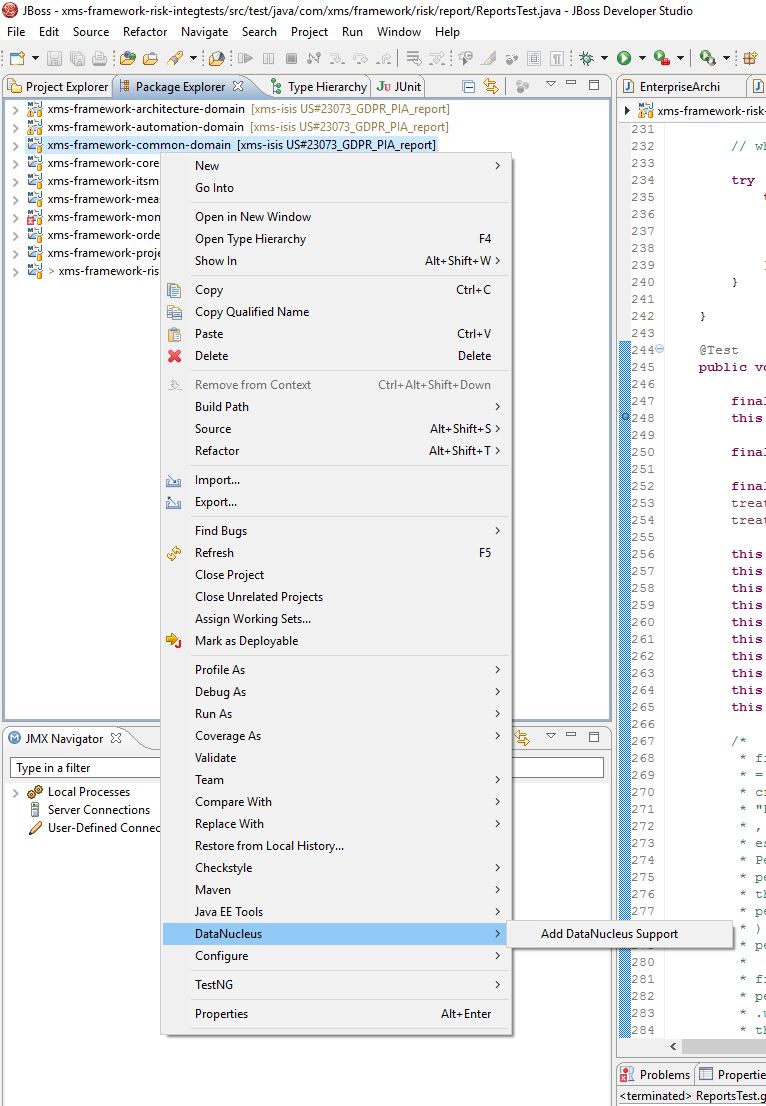 JBoss - xms-framework-risk-integtests/src/test/java/com/xms/framework/risk/report/ReportsTest.java - JBoss Developer Studio
File Edit Source Refactor Navigate Search Project Run Window Help
Project Explorer Package Explorer Type Hierarchy JUnit
xms-framework-architecture-domain [xms-isis US#23073_GDPR_PIA_report]
xms-framework-automation-domain [xms-isis US#23073_GDPR_PIA_report]
xms-framework-common-domain [xms-isis US#23073_GDPR_PIA_report]
xms-framework-core
xms-framework-itsm
xms-framework-mea
xms-framework-mon
xms-framework-orde
xms-framework-proje
> xms-framework-ris
New
Go Into
Open in New Window
Open Type Hierarchy F4
Show In Alt+Shift+W
Copy Ctrl+C
Copy Qualified Name
Paste Ctrl+V
Delete Delete
Remove from Context Ctrl+Alt+Shift+Down
Build Path
Source Alt+Shift+S
Refactor Alt+Shift+T
Import...
Export...
Find Bugs
Refresh F5
Close Project
Close Unrelated Projects
Assign Working Sets...
Mark as Deployable
Profile As
Debug As
Run As
Coverage As
Validate
Team
Compare With
Replace With
Restore from Local History...
Checkstyle
Maven
Java EE Tools
DataNucleus
Configure
TestNG
Properties Alt+Enter
Add DataNucleus Support
JMX Navigator
Type in a filter
Local Processes
Server Connections
User-Defined Connec
EnterpriseArchi
xms-framework-risk-
231
232 // wh
233
234 try
235
236
237
238
239
240 }
241
242 }
243
244 @Test
245 public vo
246
247 final
248 this
249
250 final
251
252 final
253 treat
254 treat
255
256 this
257 this
258 this
259 this
260 this
261 this
262 this
263 this
264 this
265 this
266
267 /*
268 * fi
269 * =
270 * cr
271 *
272 * ,
273 * es
274 * Pe
275 * pe
276 * th
277 * pe
278 * )
279 * pe
280 *
281 * fi
282 * pe
283 * .u
284 * th
Problems Propertie
<terminated> ReportsTest.g